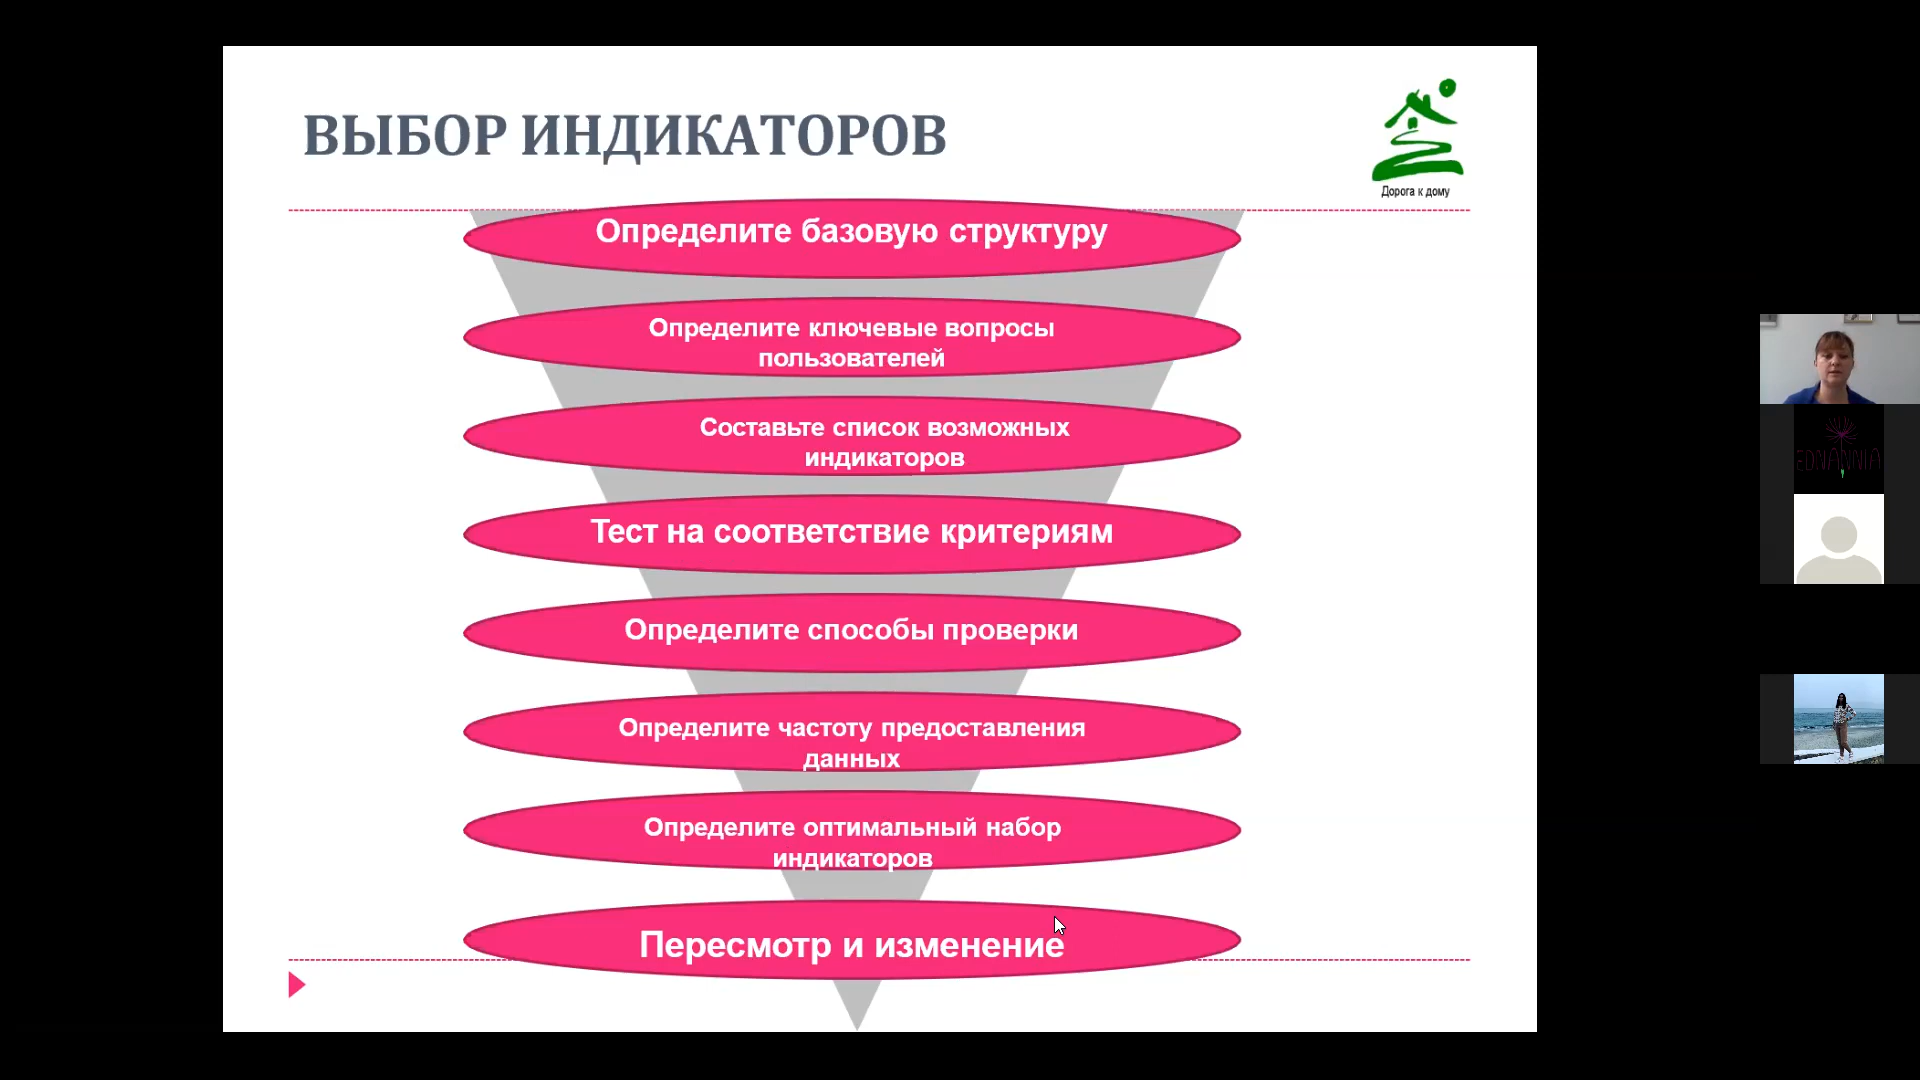 ВЫБОР ИНДИКАТОРОВ
Дорога к дому
Определите базовую структуру
Определите ключевые вопросы
пользователей
Составьте список возможных
индикаторов
Тест на соответствие критериям
Определите способы проверки
Определите частоту предоставления
данных
Определите оптимальный набор
индикаторов
Пересмотр и изменение
EDNANNIA